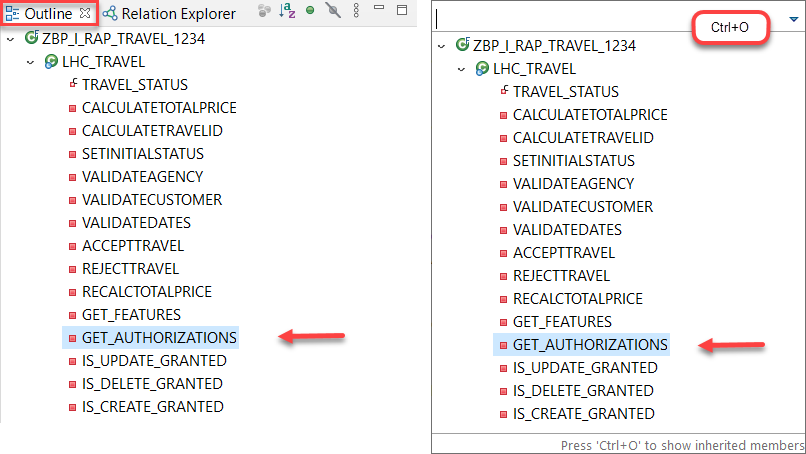 Outline
Relation Explorer
ZBP_I_RAP_TRAVEL_1234
LHC_TRAVEL
TRAVEL_STATUS
CALCULATETOTALPRICE
CALCULATETRAVELID
SETINITIALSTATUS
VALIDATEAGENCY
VALIDATECUSTOMER
VALIDATEDATES
ACCEPTTRAVEL
REJECTTRAVEL
RECALCTOTALPRICE
GET_FEATURES
GET_AUTHORIZATIONS
IS_UPDATE_GRANTED
IS_DELETE_GRANTED
IS_CREATE_GRANTED
Ctrl+O
ZBP_I_RAP_TRAVEL_1234
LHC_TRAVEL
TRAVEL_STATUS
CALCULATETOTALPRICE
CALCULATETRAVELID
SETINITIALSTATUS
VALIDATEAGENCY
VALIDATECUSTOMER
VALIDATEDATES
ACCEPTTRAVEL
REJECTTRAVEL
RECALCTOTALPRICE
GET_FEATURES
GET_AUTHORIZATIONS
IS_UPDATE_GRANTED
IS_DELETE_GRANTED
IS_CREATE_GRANTED
Press 'Ctrl+O' to show inherited members